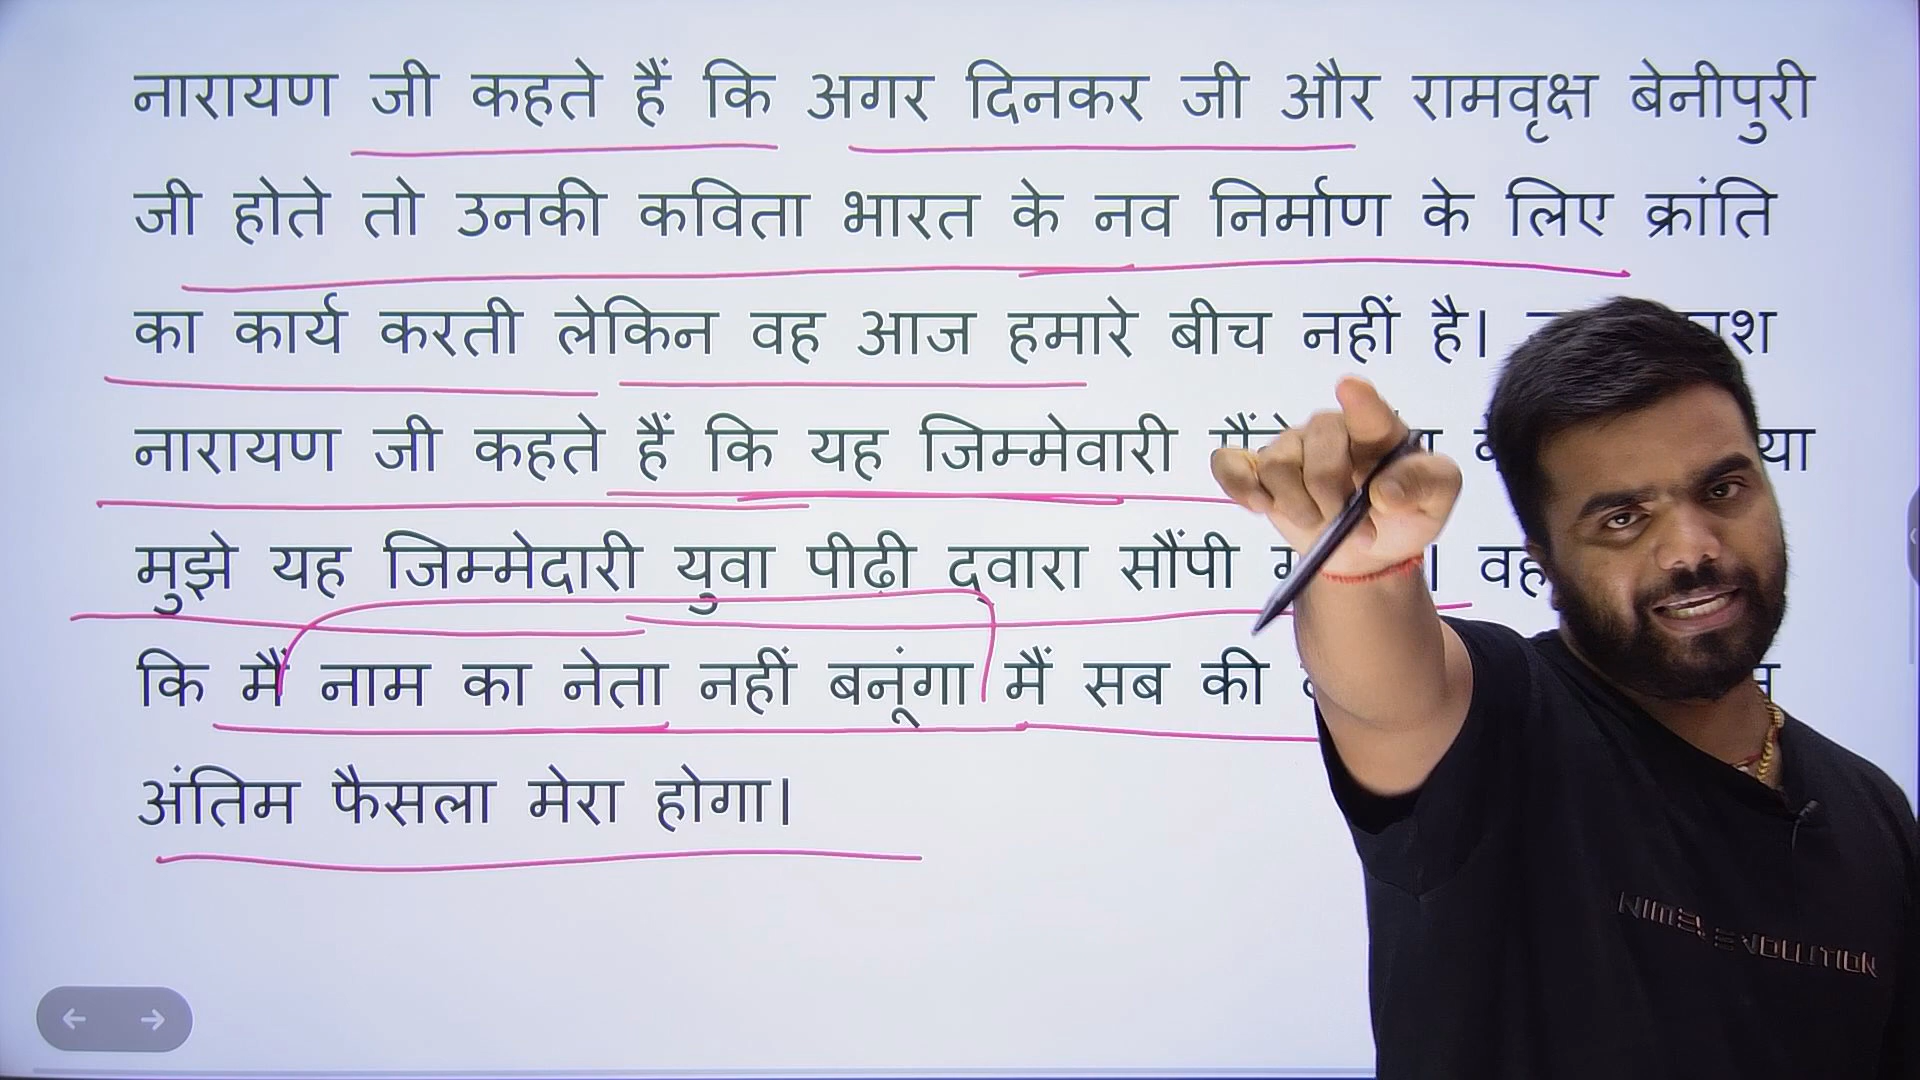 नारायण जी कहते हैं कि अगर दिनकर जी और रामवृक्ष बेनीपुरी
जी होते तो उनकी कविता भारत के नव निर्माण के लिए क्रांति
का कार्य करती लेकिन वह आज हमारे बीच नहीं है।
नारायण जी कहते हैं कि यह जिम्मेवारी
मुझे यह जिम्मेदारी युवा पीढ़ी द्वारा सौंपी वह
कि मैं नाम का नेता नहीं बनूंगा मैं सब की
अंतिम फैसला मेरा होगा।